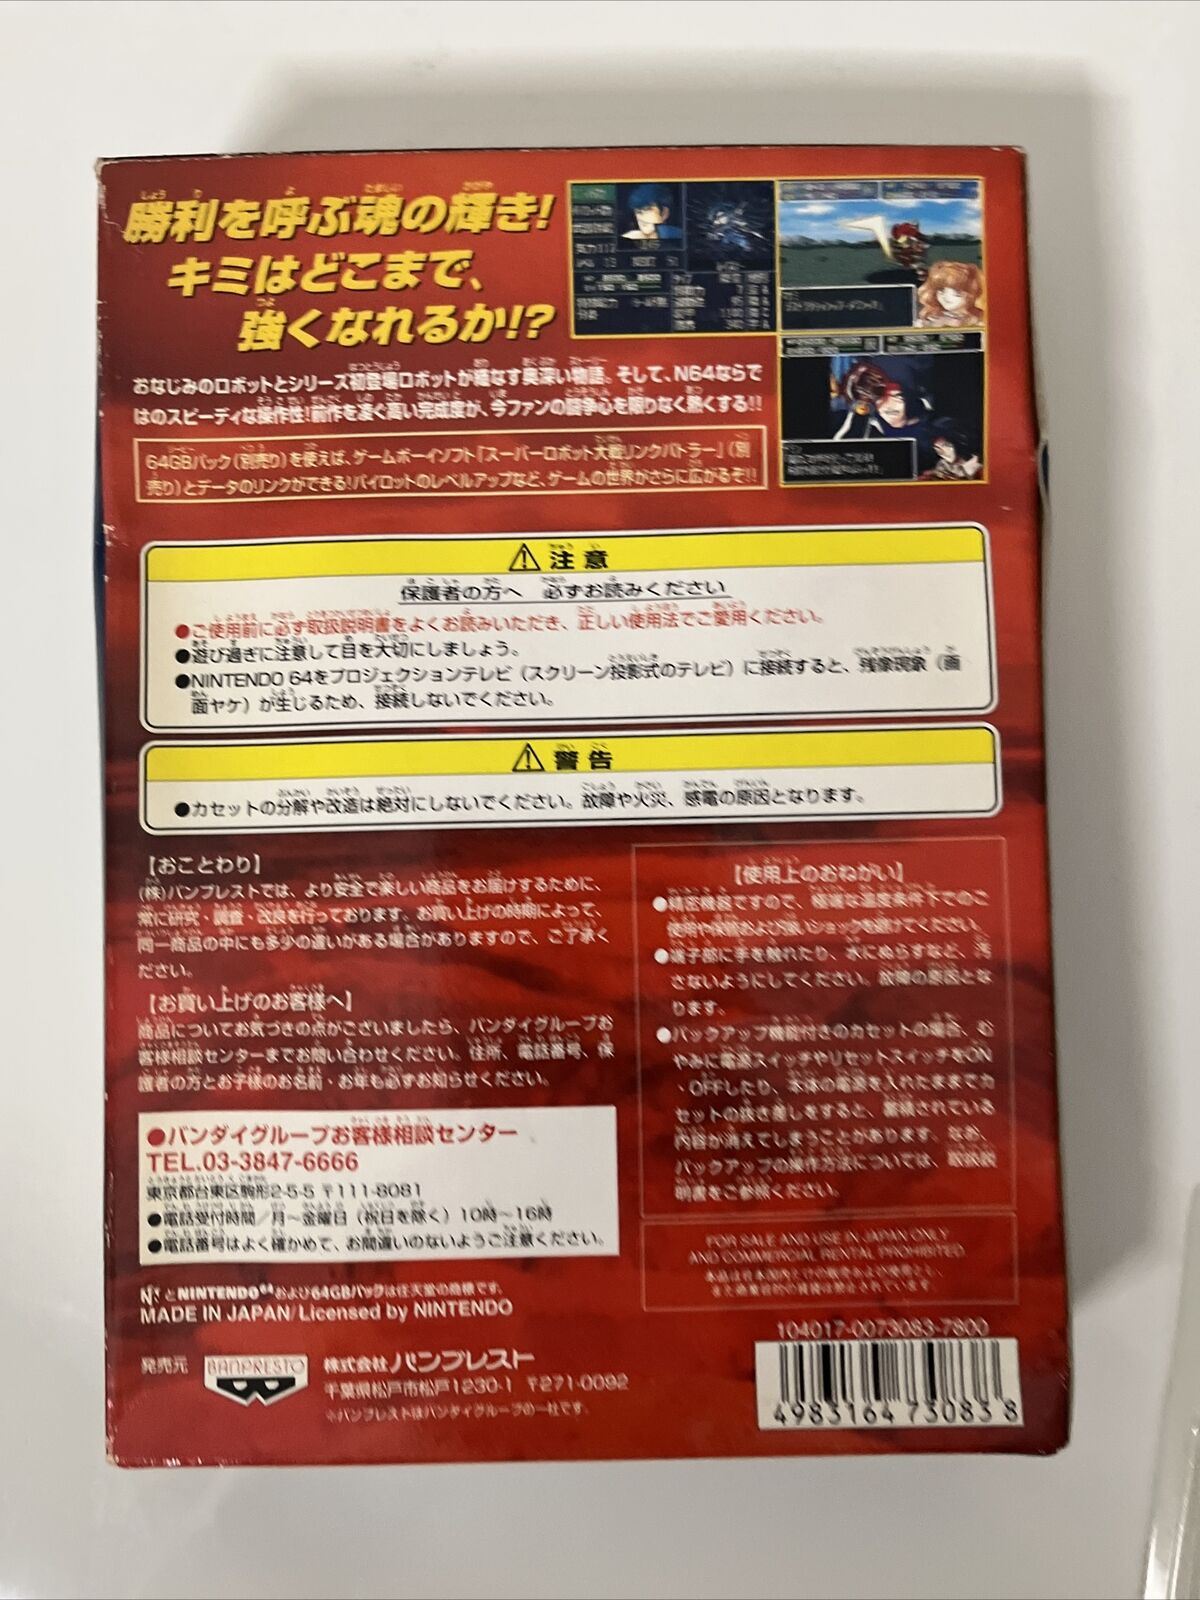 勝利を呼ぶ魂の輝き!
キミはどこまで、
強くなれるか!?
おなじみのロボットとシリーズ初登場ロボットが織なす奥深い物語。そして、N64ならで
はのスピーディな操作性!前作を凌ぐ高い完成度が、今ファンの闘争心を限りなく熱くする!!
64GBパック(別売り)を使えば、ゲームボーイソフト『スーパーロボット大戦リンクバトラー』(別
売り)とデータのリンクができる!パイロットのレベルアップなど、ゲームの世界がさらに広がるぞ!!
⚠注意
保護者の方へ 必ずお読みください
●ご使用前に必ず取扱説明書をよくお読みいただき、正しい使用法でご愛用ください。
●遊び過ぎに注意して目を大切にしましょう。
●NINTENDO 64をプロジェクションテレビ(スクリーン投影式のテレビ)に接続すると、残像現象(画
面ヤケ)が生じるため、接続しないでください。
⚠警告
●カセットの分解や改造は絶対にしないでください。故障や火災、感電の原因となります。
【おことわり】
(株)バンプレストでは、より安全で楽しい商品をお届けするために、
常に研究・調査・改良を行っております。お買い上げの時期によって、
同一商品の中にも多少の違いがある場合がありますので、ご了承く
ださい。
【お買い上げのお客様へ】
商品についてお気づきの点がございましたら、バンダイグループお
客様相談センターまでお問い合わせください。住所、電話番号、保
護者の方とお子様のお名前・お年も必ずお知らせください。
●バンダイグループお客様相談センター
TEL.03-3847-6666
東京都台東区駒形2-5-5 〒111-8081
●電話受付時間/月〜金曜日(祝日を除く)10時〜16時
●電話番号はよく確かめて、お間違いのないようご注意ください。
【使用上のおねがい】
●精密機器ですので、極端な温度条件下でのご
使用や保管および強いショックを避けてください。
●端子部に手を触れたり、水にぬらすなど、汚
さないようにしてください。故障の原因とな
ります。
●バックアップ機能付きのカセットの場合、む
やみに電源スイッチやリセットスイッチをON
・OFFしたり、本体の電源を入れたままでカ
セットの抜き差しをすると、蓄積されている
内容が消えてしまうことがあります。なお、
バックアップの操作方法については、取扱説
明書をご参照ください。
FOR SALE AND USE IN JAPAN ONLY
AND COMMERCIAL RENTAL PROHIBITED.
本品は日本国内だけの販売および使用とし、
また商業目的の賃貸は禁止されています。
とNINTENDO64および64GBパックは任天堂の商標です。
MADE IN JAPAN/Licensed by NINTENDO
発売元 BANPRESTO 株式会社バンプレスト
千葉県松戸市松戸1230-1 〒271-0092
※バンプレストはバンダイグループの一社です。
104017-0073083-7800
4983164 730838